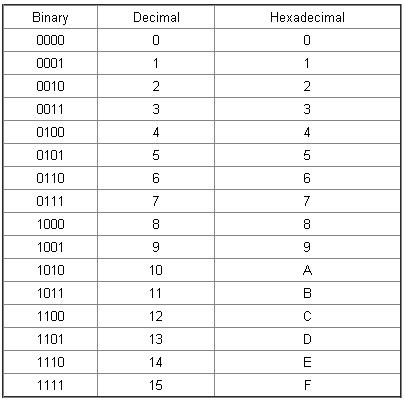 Binary Decimal Hexadecimal
0000 0 0
0001 1 1
0010 2 2
0011 3 3
0100 4 4
0101 5 5
0110 6 6
0111 7 7
1000 8 8
1001 9 9
1010 10 A
1011 11 B
1100 12 C
1101 13 D
1110 14 E
1111 15 F